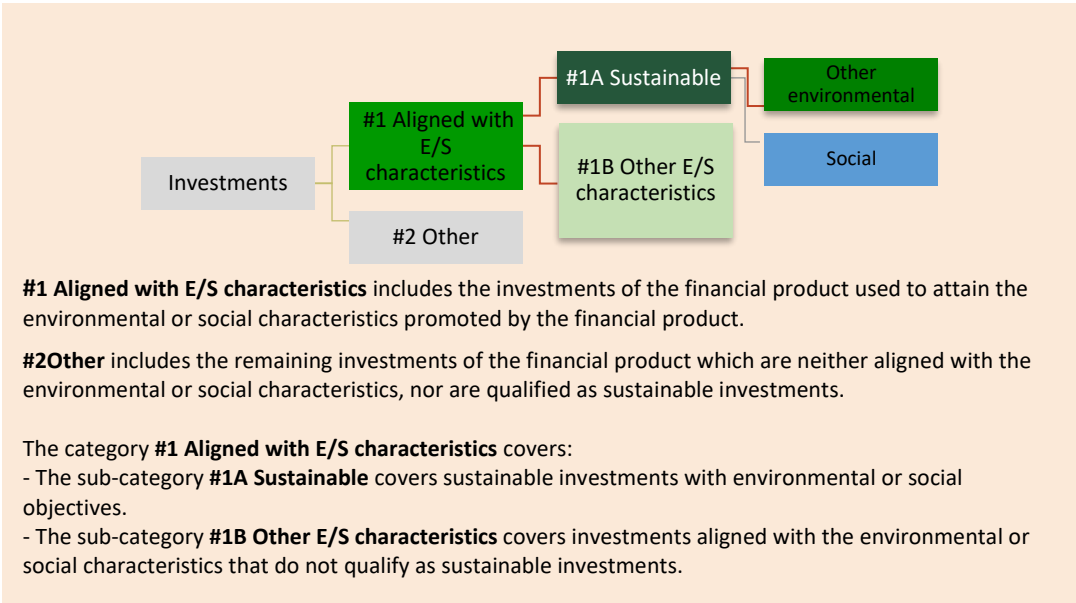 #1A Sustainable
Other
environmental
#1 Aligned with
E/S
characteristics
Social
#1B Other E/S
characteristics
Investments
#2 Other
#1 Aligned with E/S characteristics includes the investments of the financial product used to attain the
environmental or social characteristics promoted by the financial product.
#2Other includes the remaining investments of the financial product which are neither aligned with the
environmental or social characteristics, nor are qualified as sustainable investments.
The category #1 Aligned with E/S characteristics covers:
- The sub-category #1A Sustainable covers sustainable investments with environmental or social
objectives.
- The sub-category #1B Other E/S characteristics covers investments aligned with the environmental or
social characteristics that do not qualify as sustainable investments.